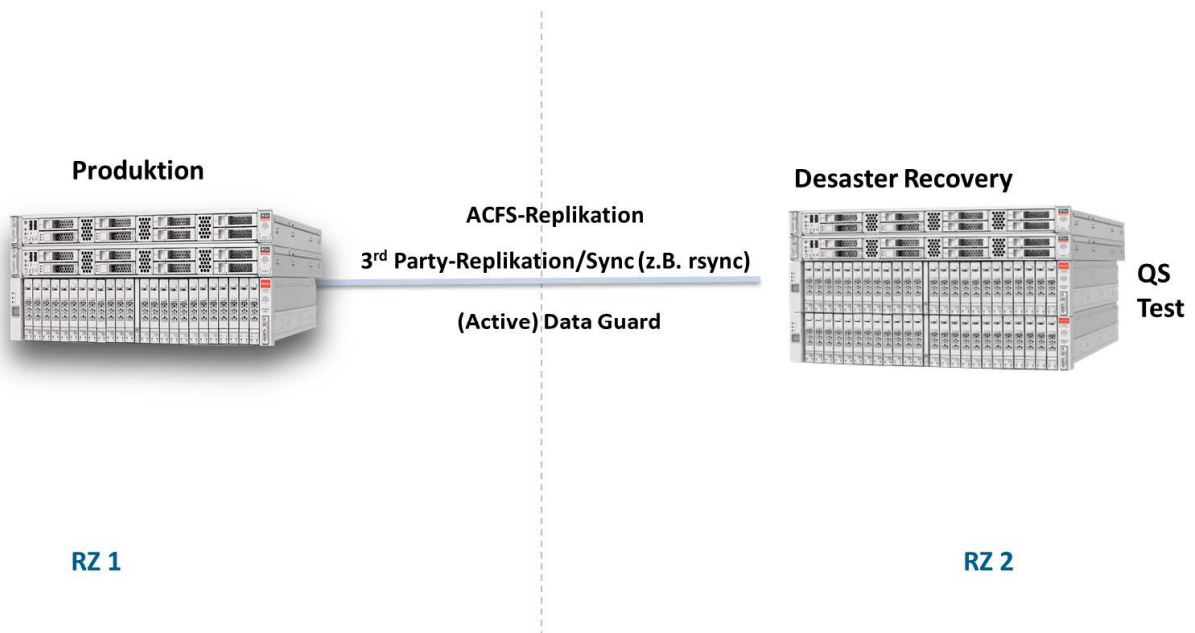 Produktion
Desaster Recovery
ACFS-Replikation
3rd Party-Replikation/Sync (z.B. rsync)
(Active) Data Guard
QS
Test
RZ 1
RZ 2